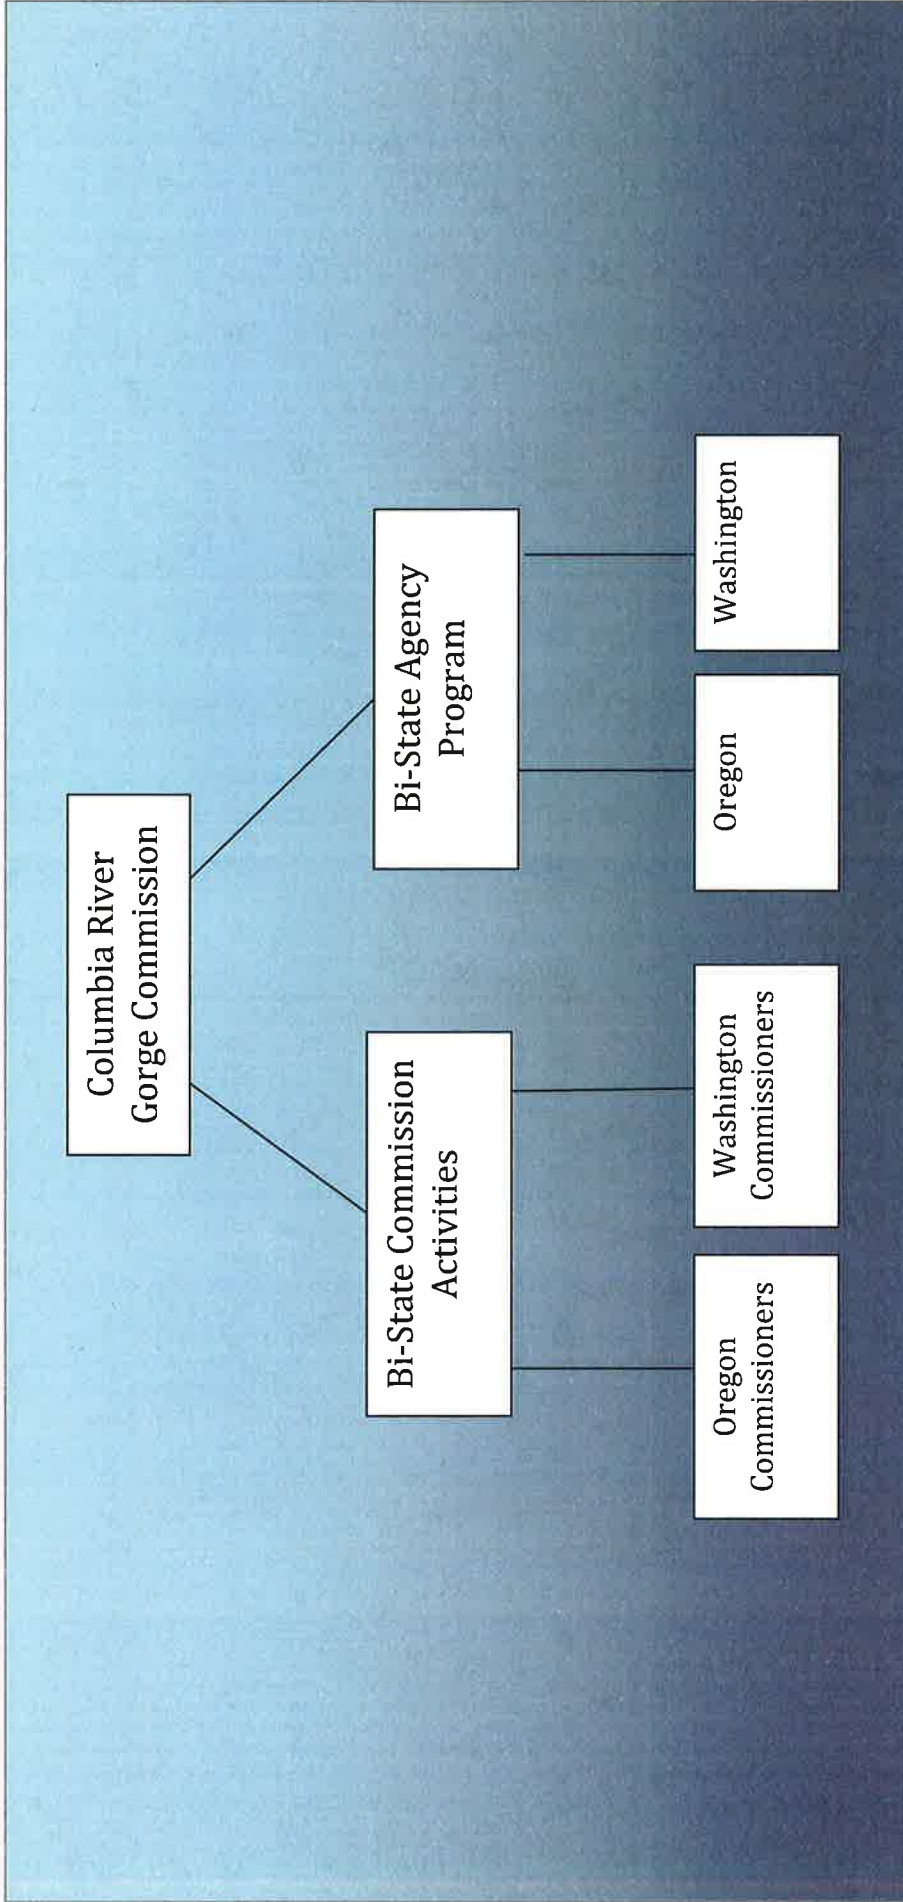 Columbia River
Gorge Commission
Bi-State Commission
Activities
Bi-State Agency
Program
Oregon
Commissioners
Washington
Commissioners
Oregon
Washington